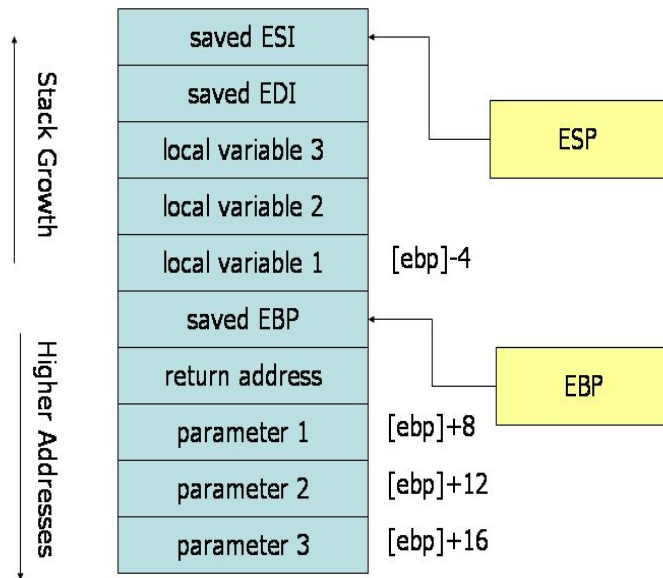 saved ESI
saved EDI
local variable 3
local variable 2
local variable 1
[ebp]-4
saved EBP
return address
parameter 1
[ebp]+8
parameter 2
[ebp]+12
parameter 3
[ebp]+16
ESP
EBP
Stack Growth
Higher Addresses